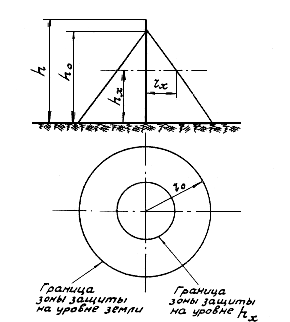 h
h₀
hₓ
rₓ
r₀
Граница
зоны защиты
на уровне земли
Граница
зоны защиты
на уровне hₓ